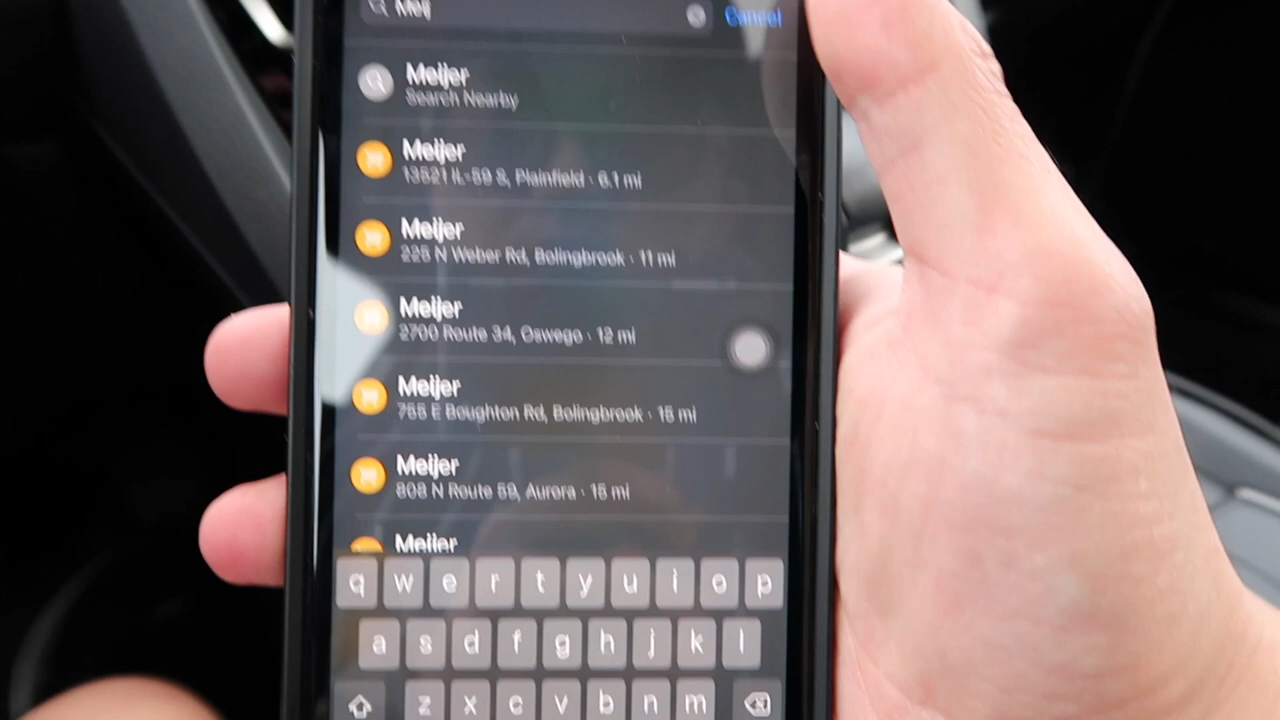 Meij
Cancel
Meijer
Search Nearby
Meijer
13521 IL-59 S, Plainfield · 6.1 mi
Meijer
225 N Weber Rd, Bolingbrook · 11 mi
Meijer
2700 Route 34, Oswego · 12 mi
Meijer
755 E Boughton Rd, Bolingbrook · 15 mi
Meijer
808 N Route 59, Aurora · 15 mi
Meijer
q w e r t y u i o p
a s d f g h j k l
z x c v b n m